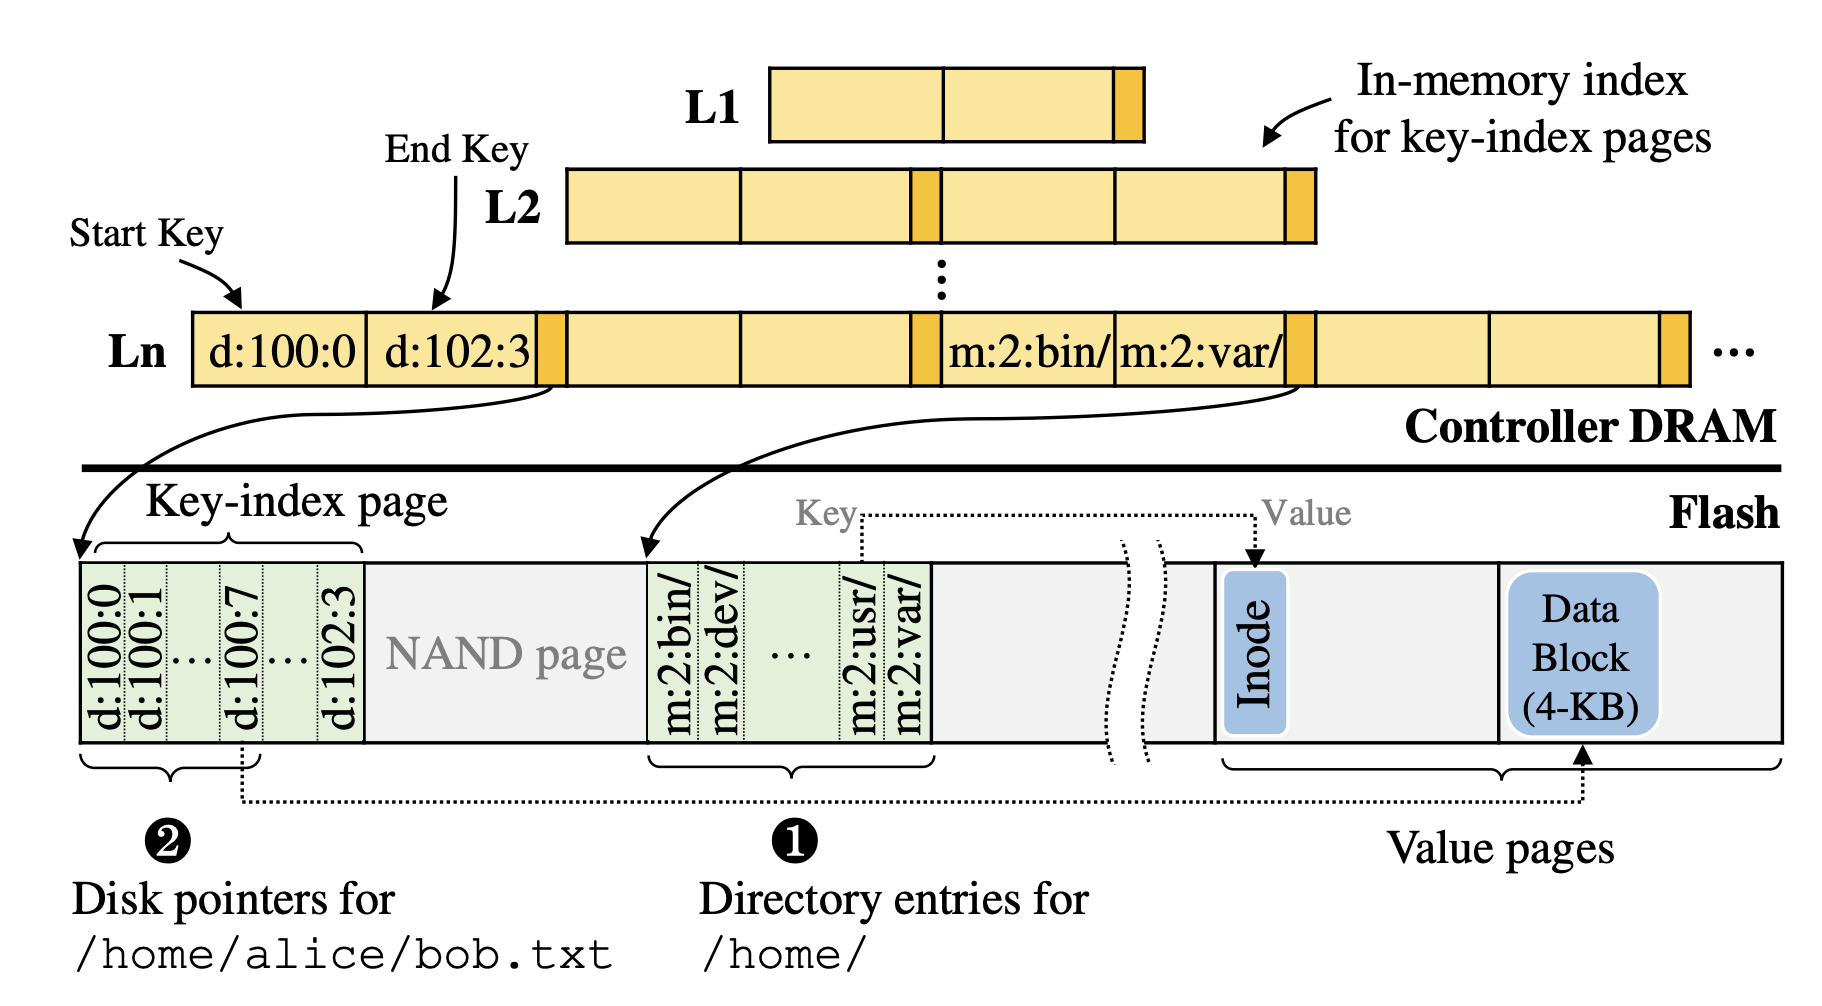 L1
In-memory index
for key-index pages
End Key
L2
Start Key
Ln
d:100:0
d:102:3
m:2:bin/
m:2:var/
...
Controller DRAM
Key-index page
Key
Value
Flash
d:100:0
d:100:1
...
d:100:7
...
d:102:3
NAND page
m:2:bin/
m:2:dev/
...
m:2:usr/
m:2:var/
Inode
Data
Block
(4-KB)
❷
Disk pointers for
/home/alice/bob.txt
❶
Directory entries for
/home/
Value pages